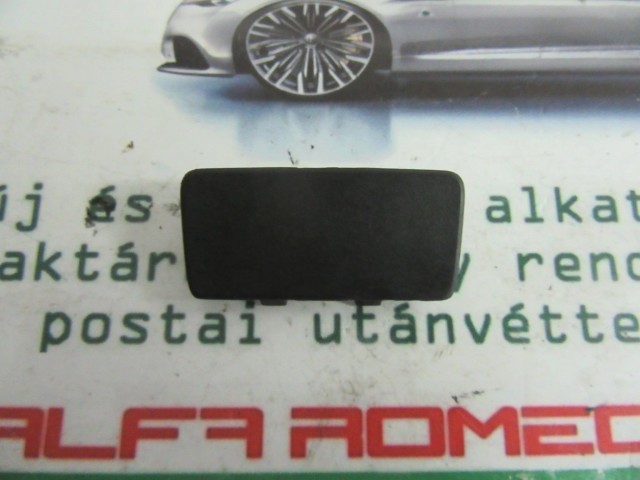 új és alkat
aktár rend
postai utánvétte
ALFA ROMEO